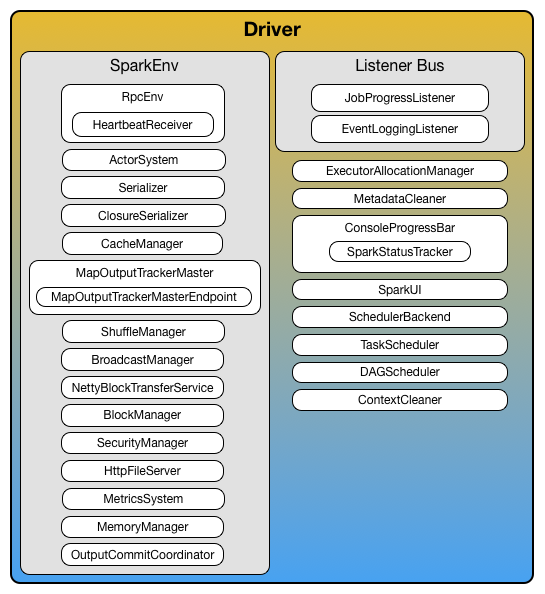 Driver
SparkEnv
RpcEnv
HeartbeatReceiver
ActorSystem
Serializer
ClosureSerializer
CacheManager
MapOutputTrackerMaster
MapOutputTrackerMasterEndpoint
ShuffleManager
BroadcastManager
NettyBlockTransferService
BlockManager
SecurityManager
HttpFileServer
MetricsSystem
MemoryManager
OutputCommitCoordinator
Listener Bus
JobProgressListener
EventLoggingListener
ExecutorAllocationManager
MetadataCleaner
ConsoleProgressBar
SparkStatusTracker
SparkUI
SchedulerBackend
TaskScheduler
DAGScheduler
ContextCleaner